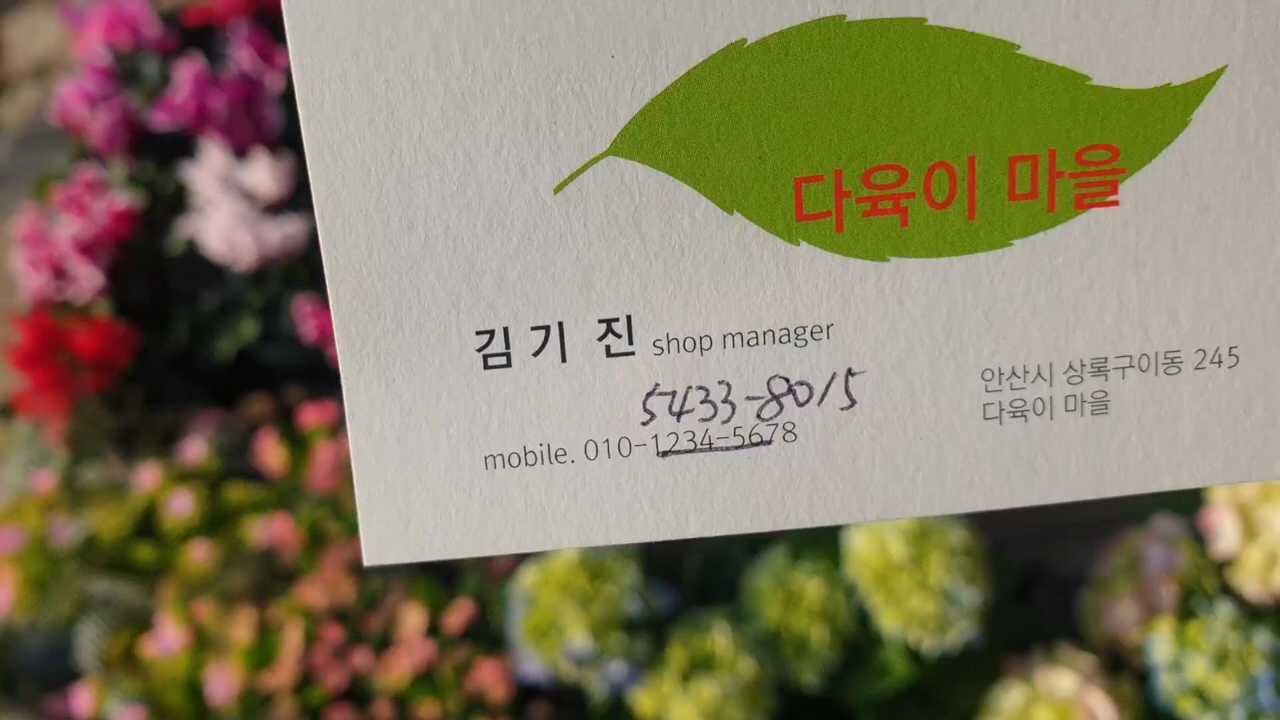 다육이 마을
김기 진 shop manager
5433-8015
mobile. 010-1234-5678
안산시 상록구이동 245
다육이 마을